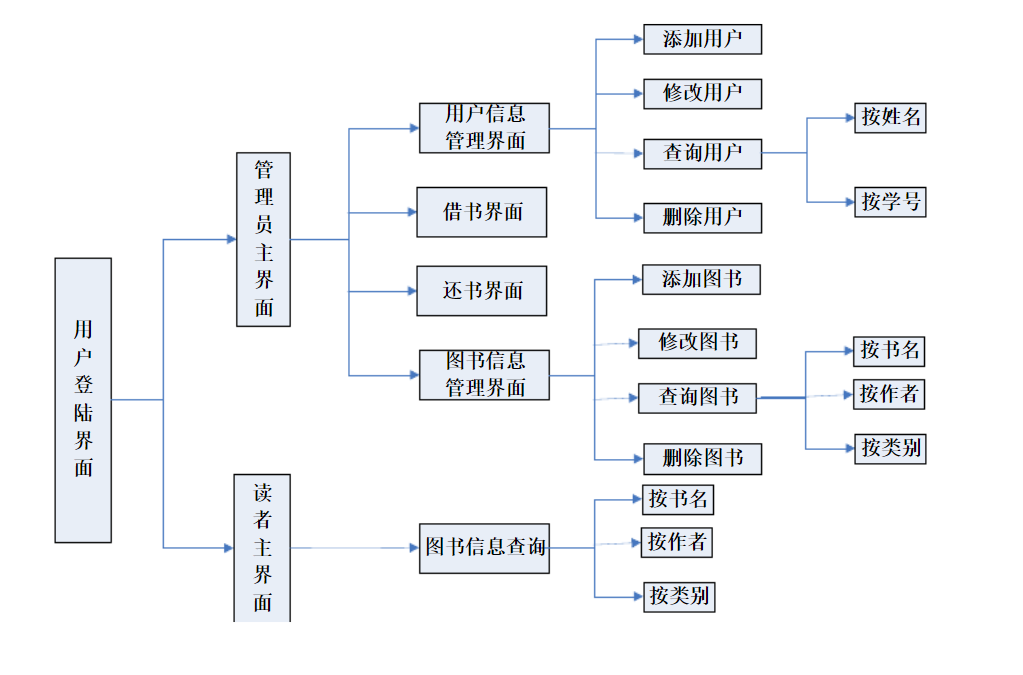 用户登陆界面
管理员主界面
用户信息
管理界面
添加用户
修改用户
查询用户
按姓名
按学号
删除用户
借书界面
还书界面
图书信息
管理界面
添加图书
修改图书
查询图书
按书名
按作者
按类别
删除图书
读者主界面
图书信息查询
按书名
按作者
按类别